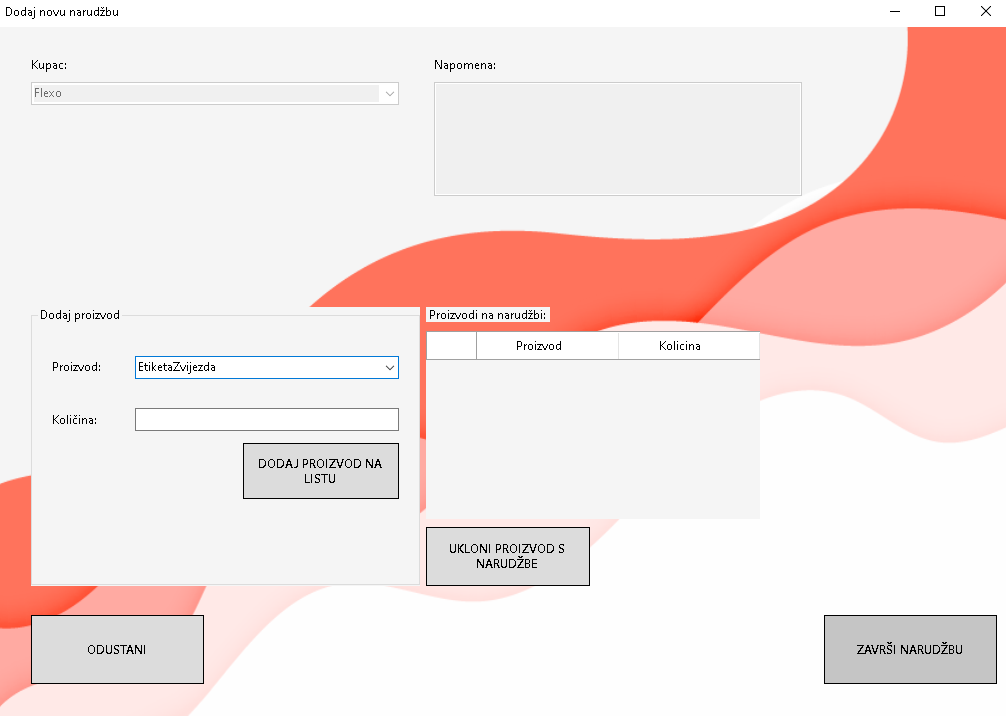 Dodaj novu narudžbu
Kupac:
Flexo
Napomena:
Dodaj proizvod
Proizvod:
EtiketaZvijezda
Količina:
DODAJ PROIZVOD NA
LISTU
Proizvodi na narudžbi:
Proizvod
Kolicina
UKLONI PROIZVOD S
NARUDŽBE
ODUSTANI
ZAVRŠI NARUDŽBU